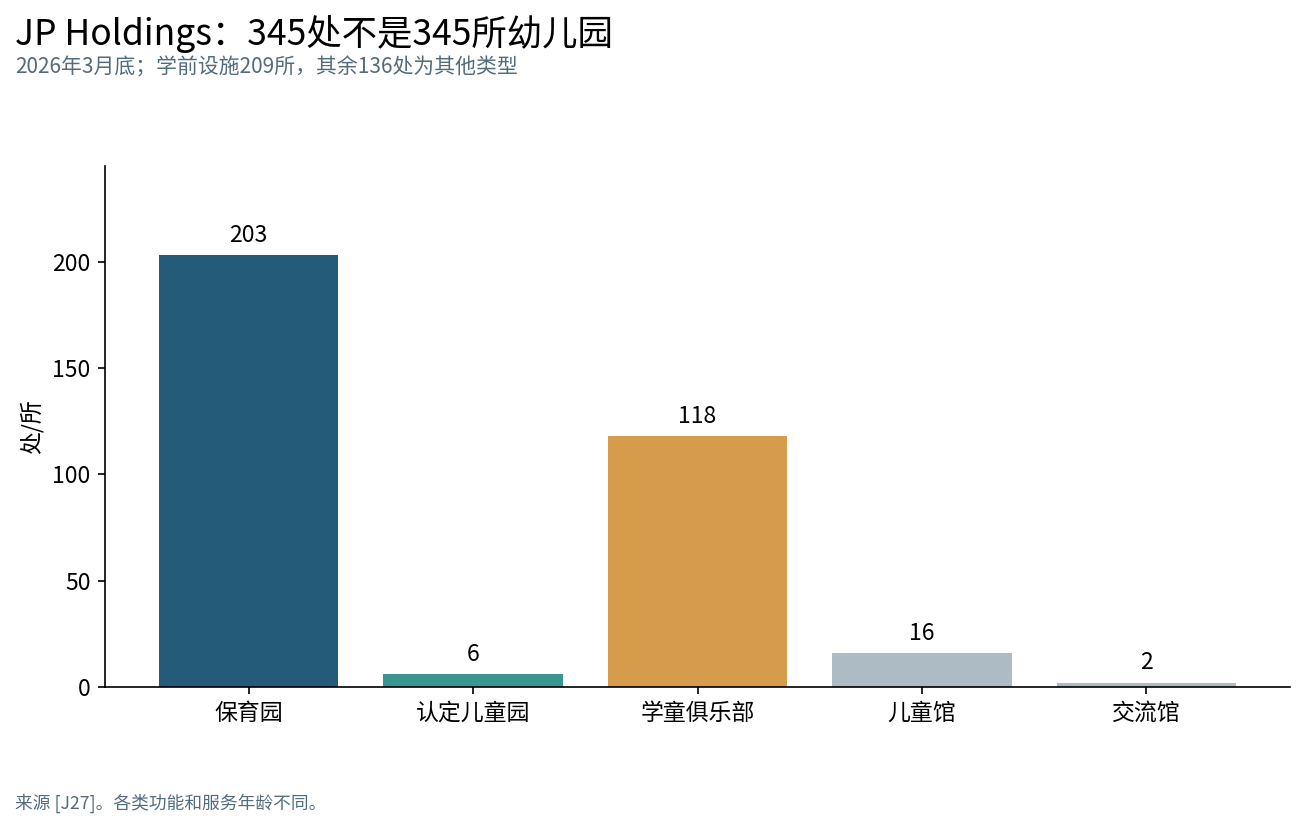 JP Holdings：345处不是345所幼儿园
2026年3月底；学前设施209所，其余136处为其他类型
处/所
200
150
100
50
0
203
6
118
16
2
保育园
认定儿童园
学童俱乐部
儿童馆
交流馆
来源 [J27]。各类功能和服务年龄不同。